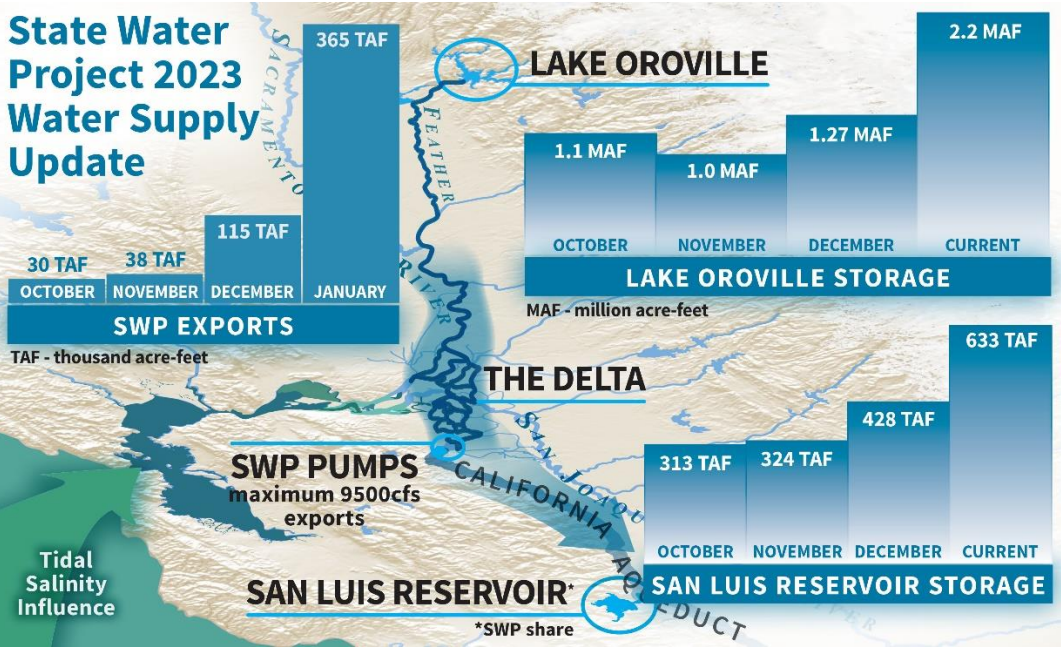 State Water
Project 2023
Water Supply
Update
365 TAF
115 TAF
38 TAF
30 TAF
OCTOBER NOVEMBER DECEMBER JANUARY
SWP EXPORTS
TAF - thousand acre-feet
SACRAMENTO
RIVER
FEATHER
LAKE OROVILLE
1.1 MAF
1.0 MAF
1.27 MAF
2.2 MAF
OCTOBER NOVEMBER DECEMBER CURRENT
LAKE OROVILLE STORAGE
MAF - million acre-feet
THE DELTA
SWP PUMPS
maximum 9500cfs
exports
SAN JOAQU
RIVER
CALIFORNIA AQUEDUCT
313 TAF
324 TAF
428 TAF
633 TAF
OCTOBER NOVEMBER DECEMBER CURRENT
SAN LUIS RESERVOIR STORAGE
SAN LUIS RESERVOIR*
*SWP share
Tidal
Salinity
Influence